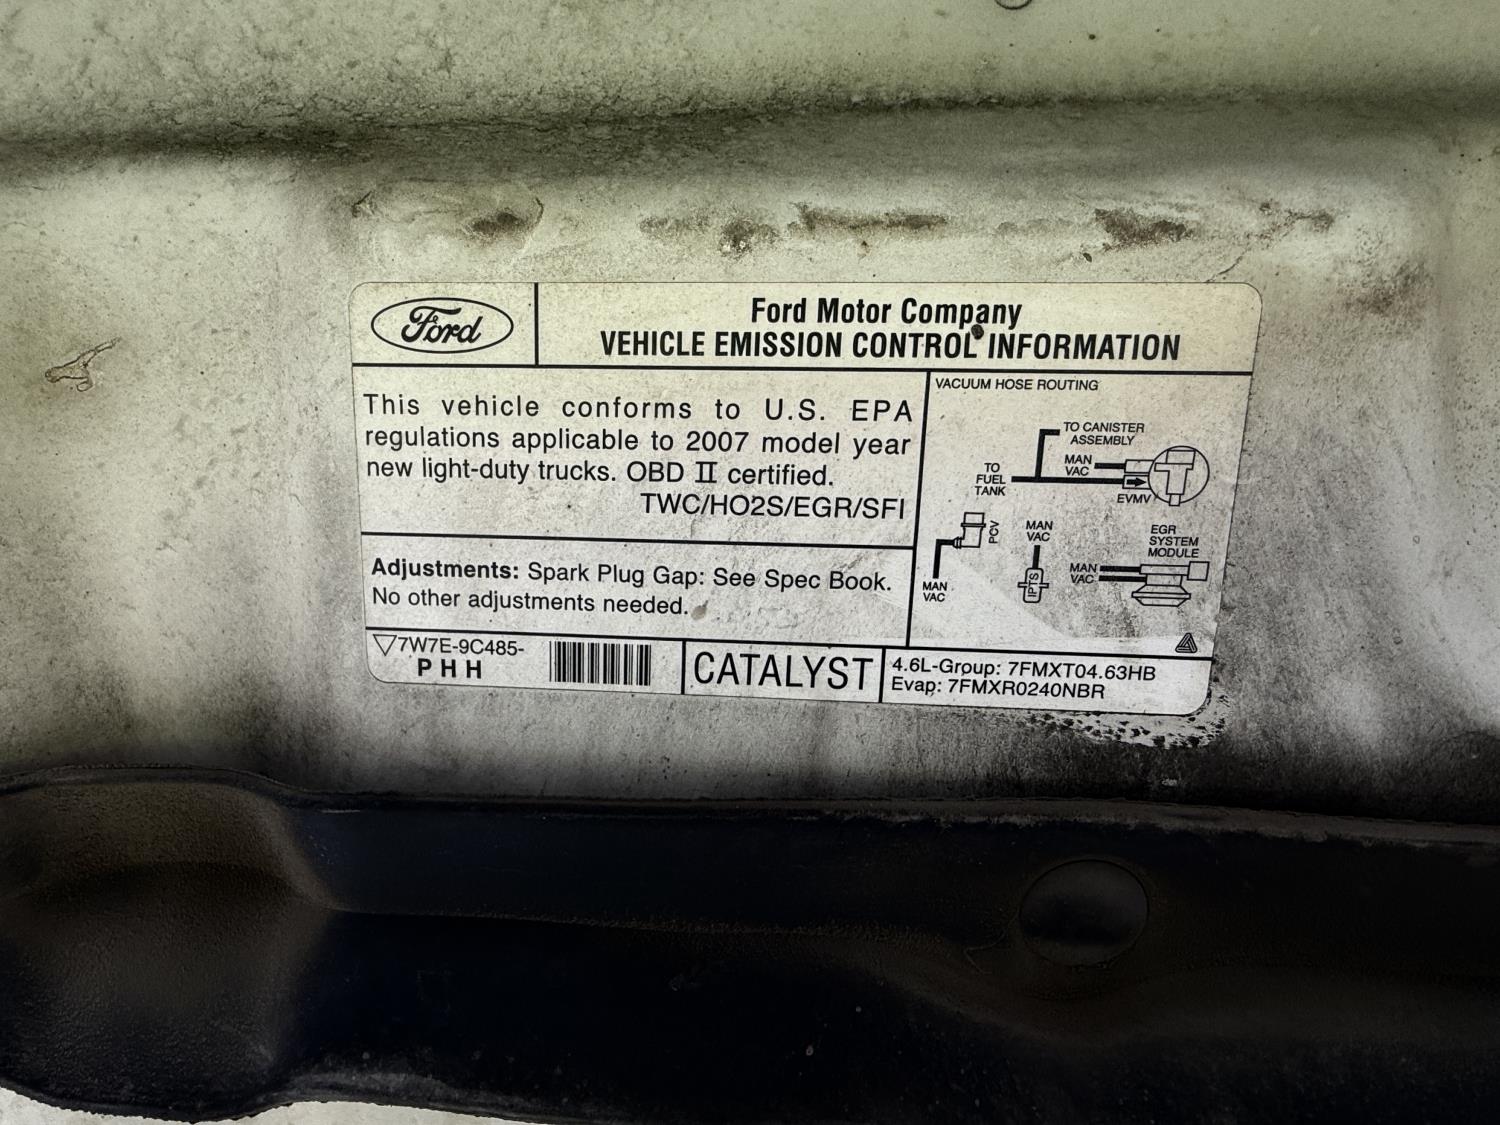 Ford
Ford Motor Company
VEHICLE EMISSION CONTROL INFORMATION
This vehicle conforms to U.S. EPA
regulations applicable to 2007 model year
new light-duty trucks. OBD II certified.
TWC/HO2S/EGR/SFI
Adjustments: Spark Plug Gap: See Spec Book.
No other adjustments needed.
VACUUM HOSE ROUTING
TO CANISTER
ASSEMBLY
MAN
VAC
TO
FUEL
TANK
EVMV
PCV
MAN
VAC
MAN
VAC
IPTS
EGR
SYSTEM
MODULE
MAN
VAC
7W7E-9C485-
PHH
CATALYST
4.6L-Group: 7FMXT04.63HB
Evap: 7FMXR0240NBR